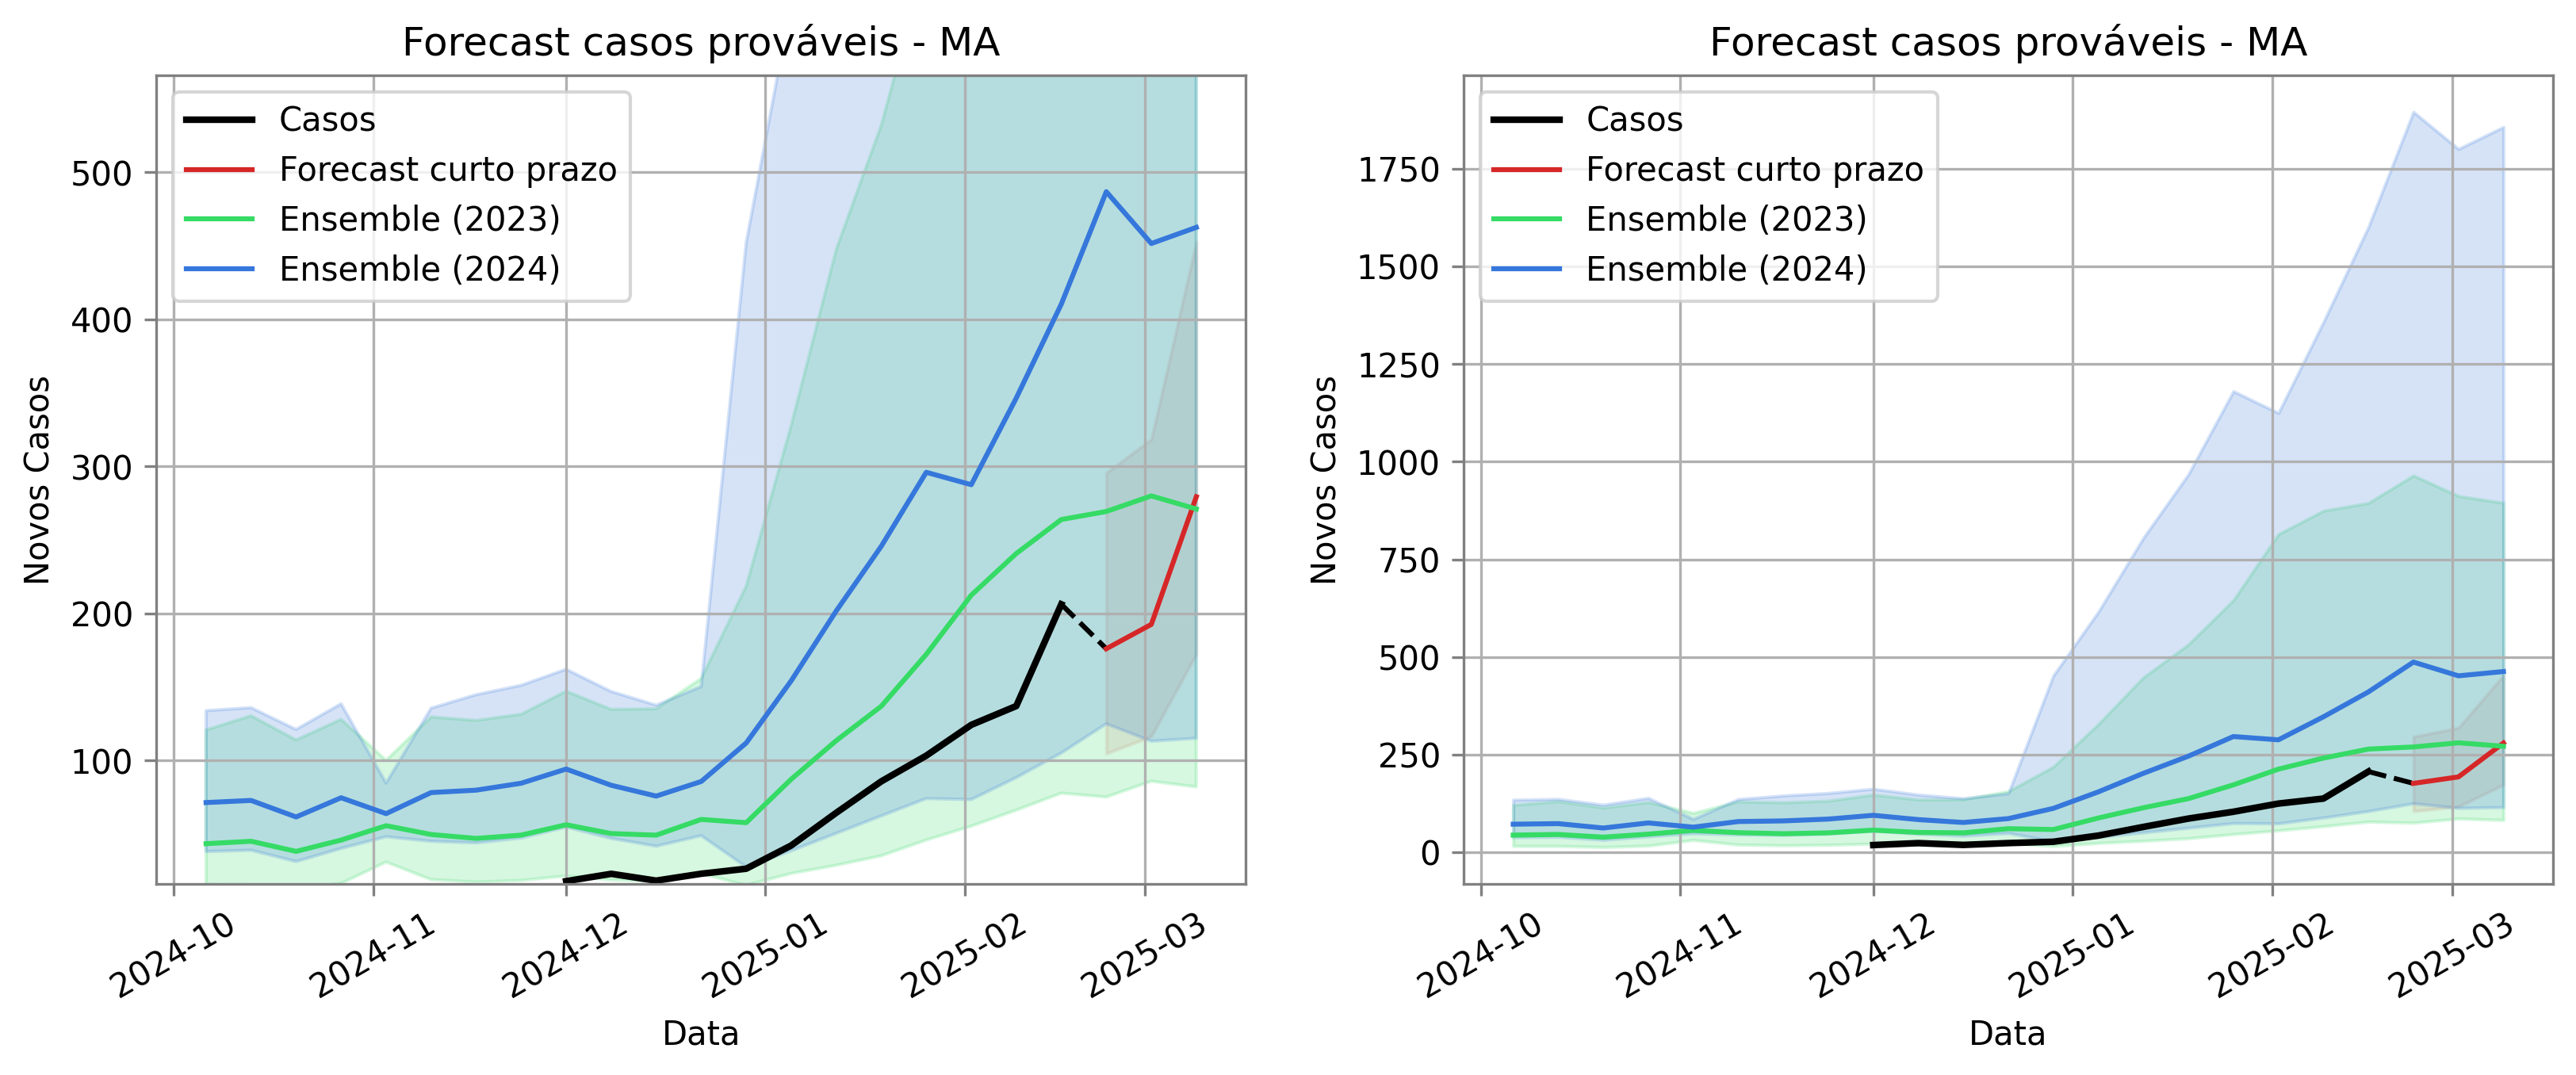 Forecast casos prováveis - MA
Casos
Forecast curto prazo
Ensemble (2023)
Ensemble (2024)
500
400
300
200
100
Novos Casos
2024-10
2024-11
2024-12
2025-01
2025-02
2025-03
Data
Forecast casos prováveis - MA
Casos
Forecast curto prazo
Ensemble (2023)
Ensemble (2024)
1750
1500
1250
1000
750
500
250
0
Novos Casos
2024-10
2024-11
2024-12
2025-01
2025-02
2025-03
Data